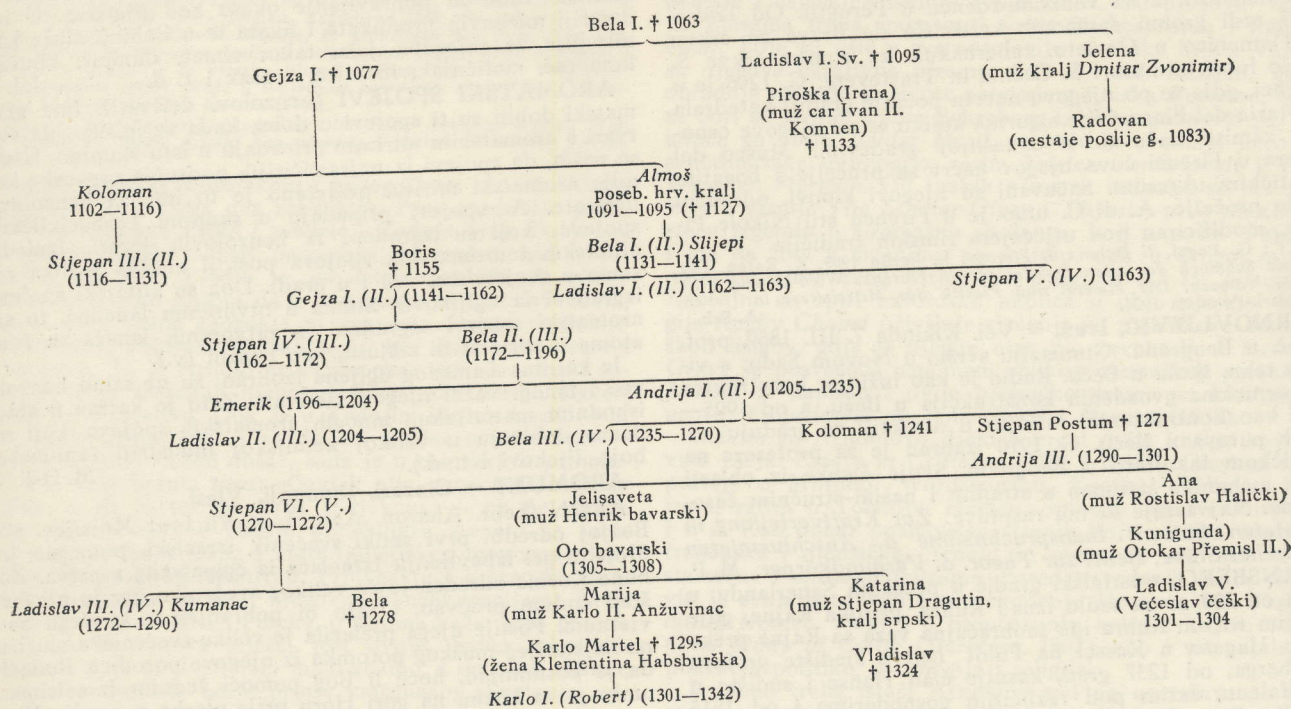 Bela I. † 1063
Gejza I. † 1077
Ladislav I. Sv. † 1095
Piroška (Irena)
(muž car Ivan II.
Komnen)
† 1133
Jelena
(muž kralj Dmitar Zvonimir)
Radovan
(nestaje poslije g. 1083)
Koloman
1102—1116
Stjepan III. (II.)
(1116—1131)
Almoš
poseb. hrv. kralj
1091—1095 († 1127)
Bela I. (II.) Slijepi
(1131—1141)
Boris
† 1155
Gejza I. (II.) (1141—1162)
Ladislav I. (II.) (1162—1163)
Stjepan V. (IV.) (1163)
Stjepan IV. (III.)
(1162—1172)
Bela II. (III.)
(1172—1196)
Emerik (1196—1204)
Ladislav II. (III.) (1204—1205)
Andrija I. (II.) (1205—1235)
Bela III. (IV.) (1235—1270)
Koloman † 1241
Stjepan Postum † 1271
Andrija III. (1290—1301)
Stjepan VI. (V.)
(1270—1272)
Jelisaveta
(muž Henrik bavarski)
Oto bavarski
(1305—1308)
Ana
(muž Rostislav Halički)
Kunigunda)
(muž Otokar Přemisl II.)
Ladislav V.
(Većeslav češki)
1301—1304
Ladislav III. (IV.) Kumanac
(1272—1290)
Bela
† 1278
Marija
(muž Karlo II. Anžuvinac
Karlo Martel † 1295
(žena Klementina Habsburška)
Karlo I. (Robert) (1301—1342)
Katarina
(muž Stjepan Dragutin,
kralj srpski)
Vladislav
† 1324